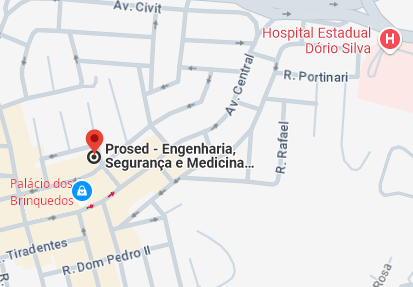 Av. Civit
Hospital Estadual
Dório Silva
H
R. Portinari
Av. Central
Prosed - Engenharia,
Segurança e Medicina...
R. Rafael
Palácio dos
Brinquedos
Tiradentes
R. Dom Pedro II
Rosa